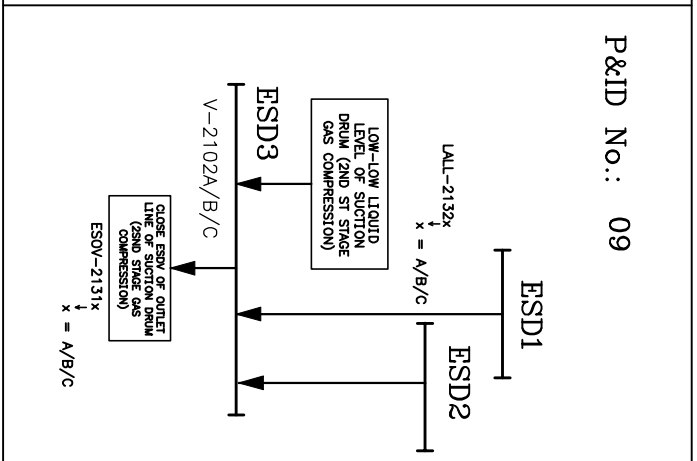 P&ID No.: 09
ESD1
ESD2
LALL-2132x
x = A/B/C
LOW-LOW LIQUID
LEVEL OF SUCTION
DRUM (2ND ST STAGE
GAS COMPRESSION)
ESD3
V-2102A/B/C
CLOSE ESDV OF OUTLET
LINE OF SUCTION DRUM
(2SND STAGE GAS
COMPRESSION)
ESOV-2131x
x = A/B/C